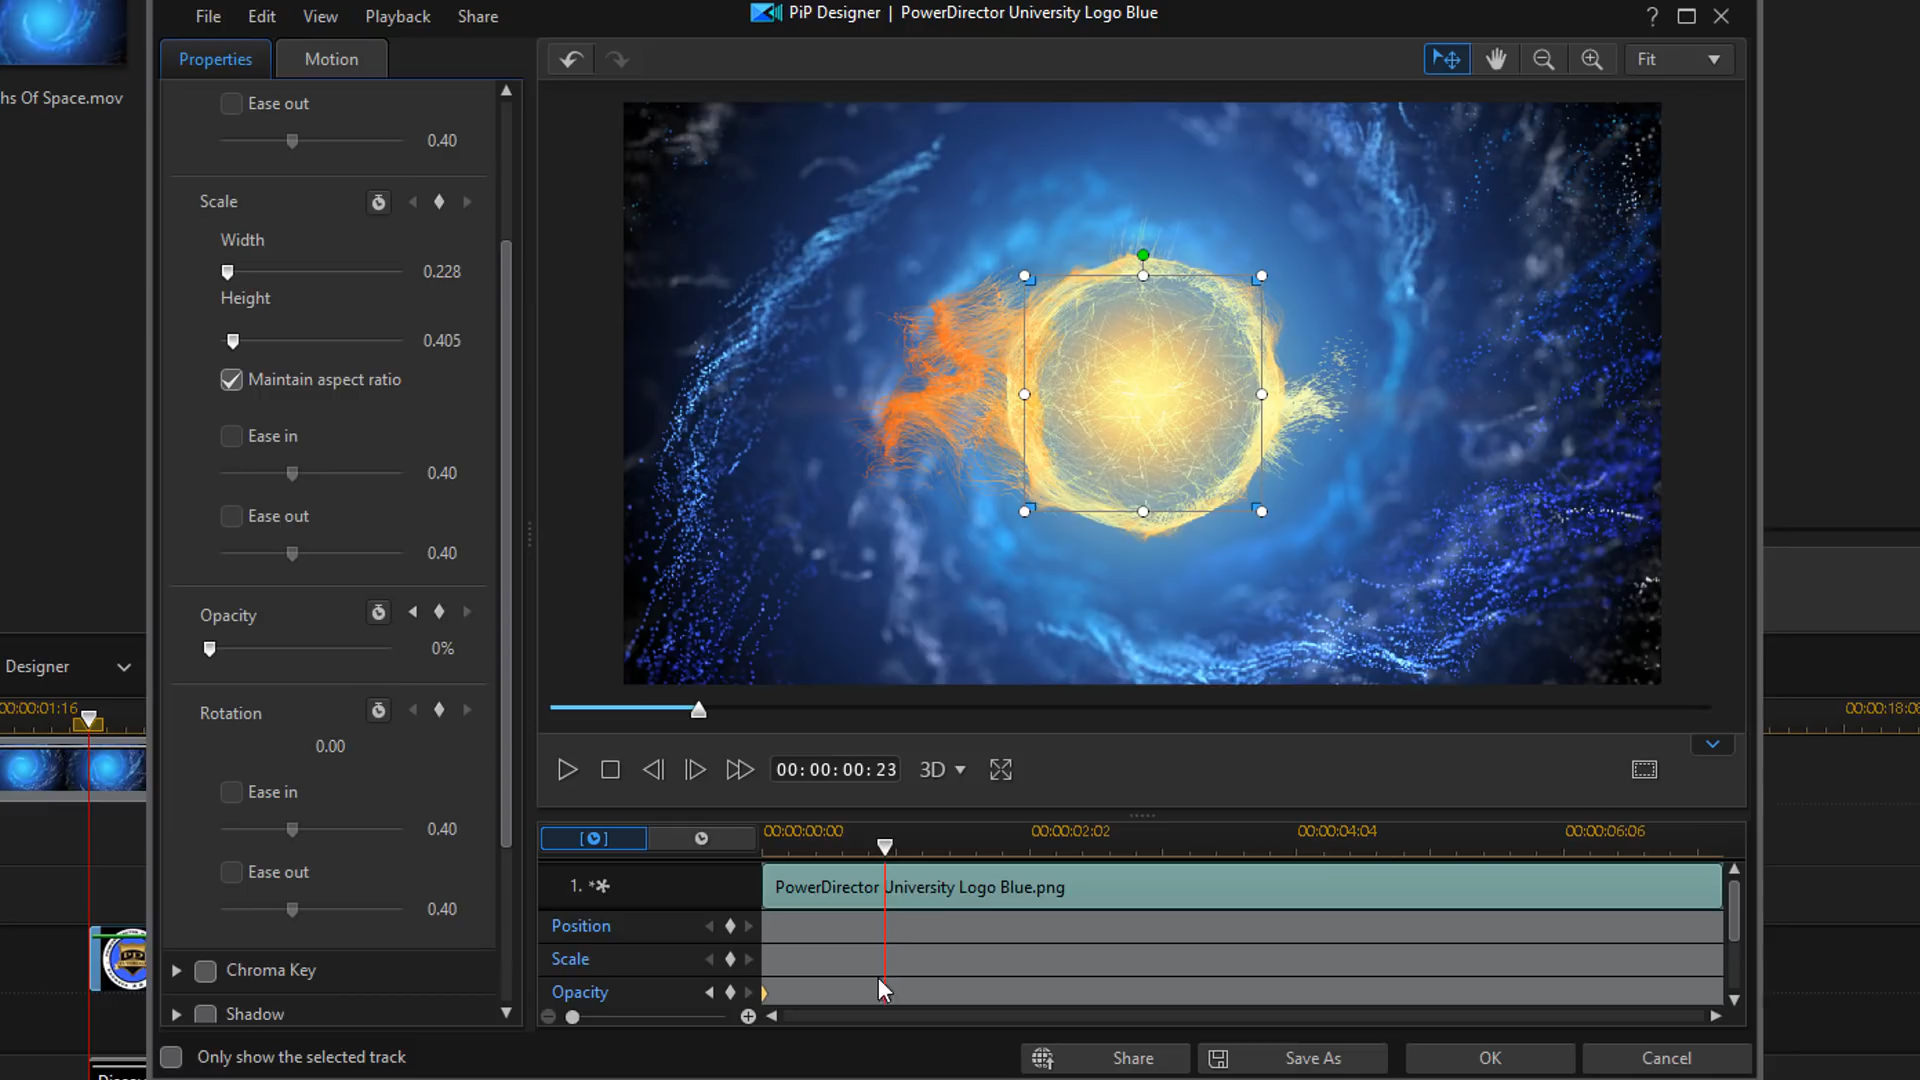 File Edit View Playback Share
PiP Designer | PowerDirector University Logo Blue
?
Properties Motion
Fit
hs Of Space.mov
Ease out
0.40
Scale
Width
0.228
Height
0.405
Maintain aspect ratio
Ease in
0.40
Ease out
0.40
Opacity
0%
Rotation
0.00
Ease in
0.40
Ease out
0.40
Chroma Key
Shadow
Only show the selected track
Designer
00:00:01:16
00:00:18:08
00:00:00:23
3D
00:00:00:00 00:00:02:02 00:00:04:04 00:00:06:06
1. PowerDirector University Logo Blue.png
Position
Scale
Opacity
PD
Share Save As OK Cancel